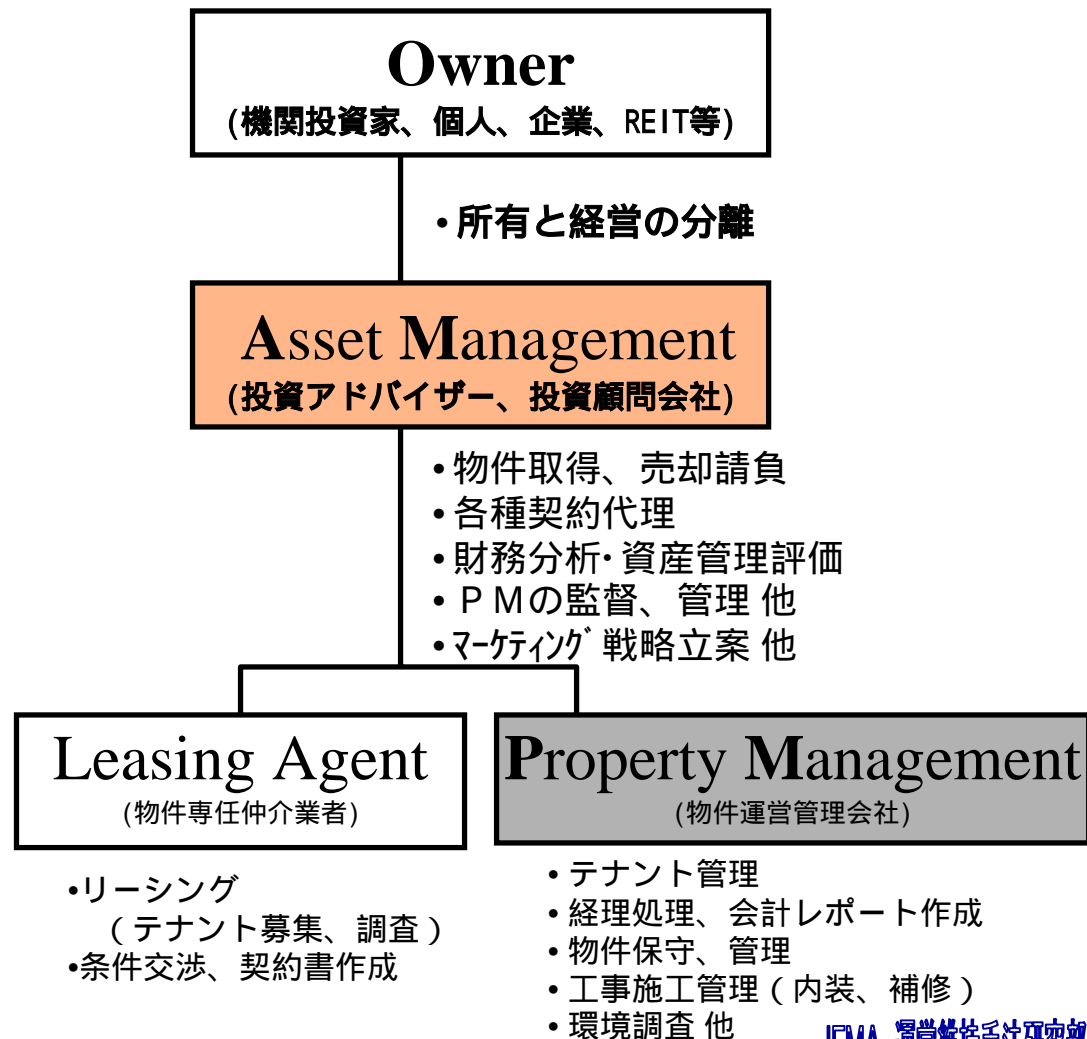 Owner
(機関投資家、個人、企業、REIT等)
•所有と経営の分離
Asset Management
(投資アドバイザー、投資顧問会社)
•物件取得、売却請負
•各種契約代理
•財務分析･資産管理評価
•ＰＭの監督、管理 他
•ﾏｰｹﾃｨﾝｸﾞ戦略立案 他
Leasing Agent
(物件専任仲介業者)
•リーシング
（テナント募集、調査）
•条件交渉、契約書作成
Property Management
(物件運営管理会社)
•テナント管理
•経理処理、会計レポート作成
•物件保守、管理
•工事施工管理（内装、補修）
•環境調査 他